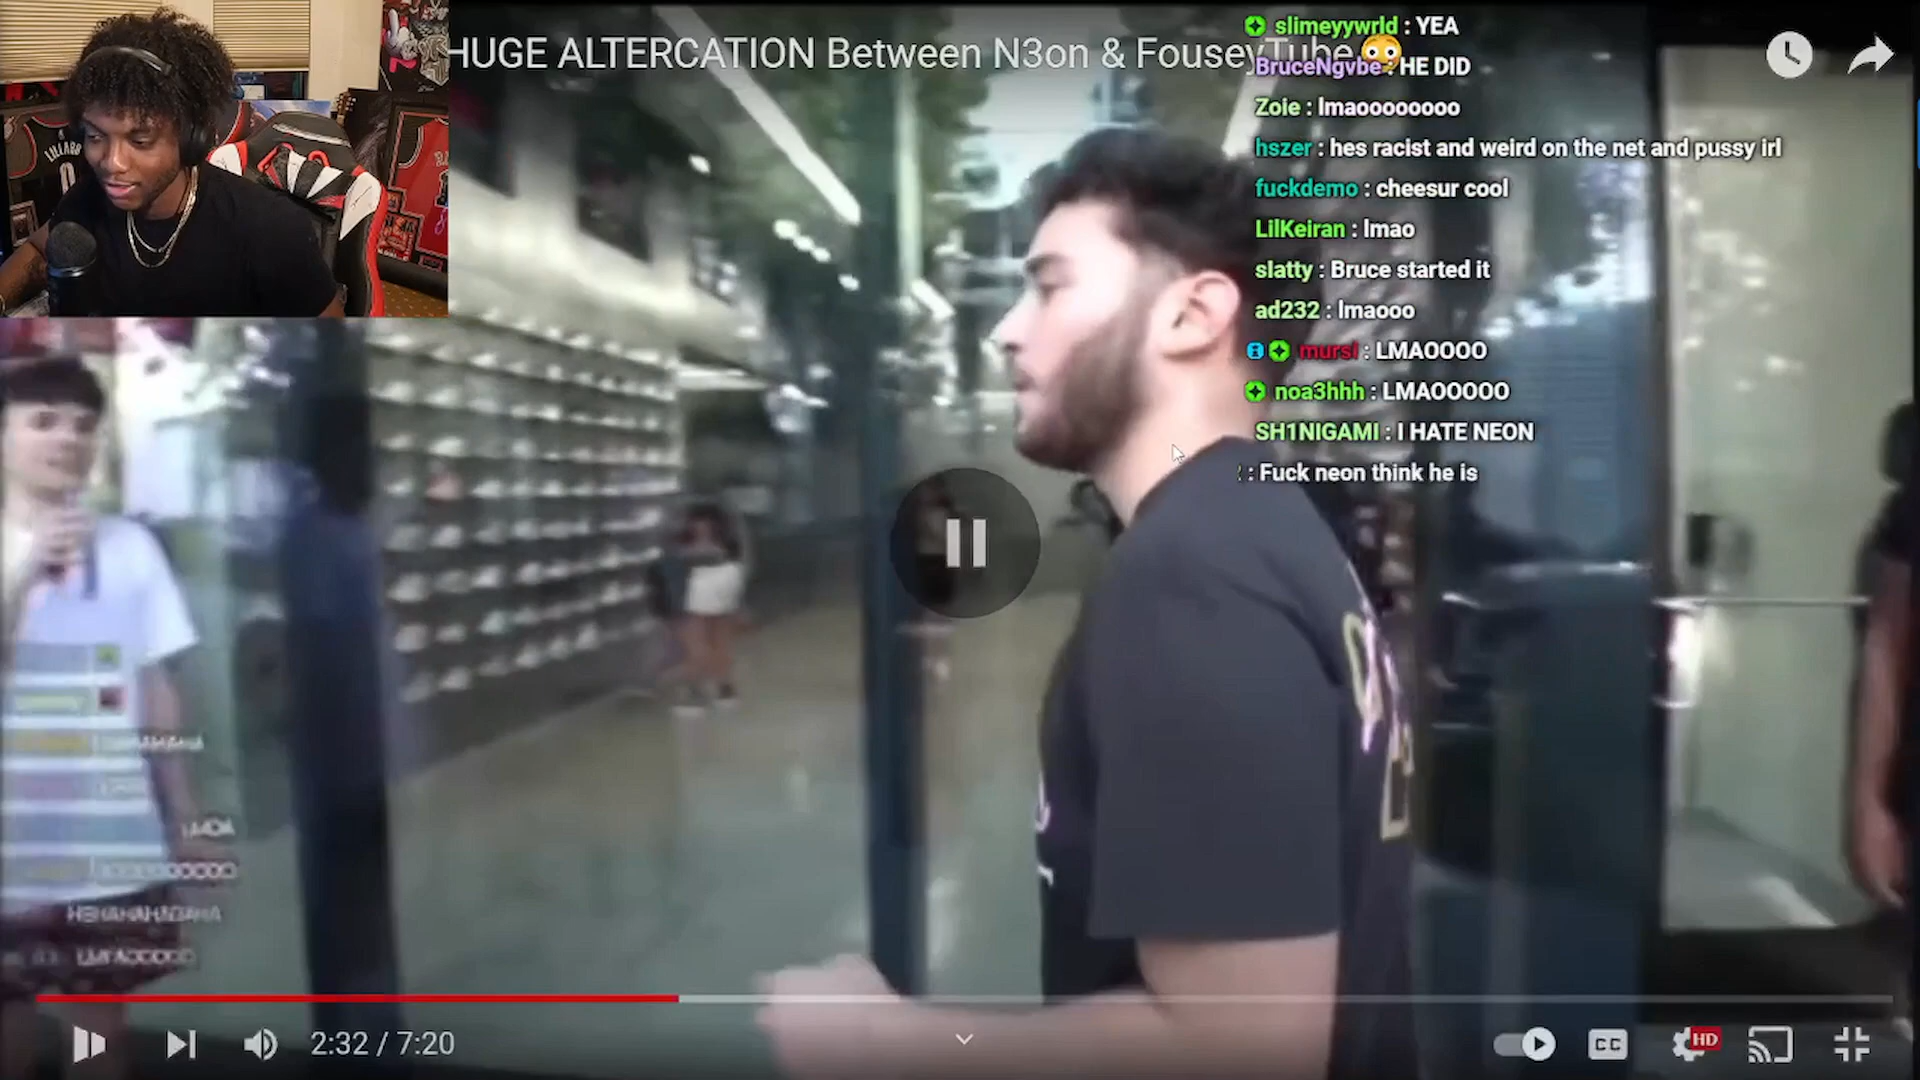 HUGE ALTERCATION Between N3on & FouseyTube 😳
slimeyywrld : YEA
BruceNgvbe : HE DID
Zoie : lmaoooooooo
hszer : hes racist and weird on the net and pussy irl
fuckdemo : cheesur cool
LilKeiran : lmao
slatty : Bruce started it
ad232 : lmaooo
mursi : LMAOOOO
noa3hhh : LMAOOOOO
SH1NIGAMI : I HATE NEON
: Fuck neon think he is
2:32 / 7:20
CC
HD